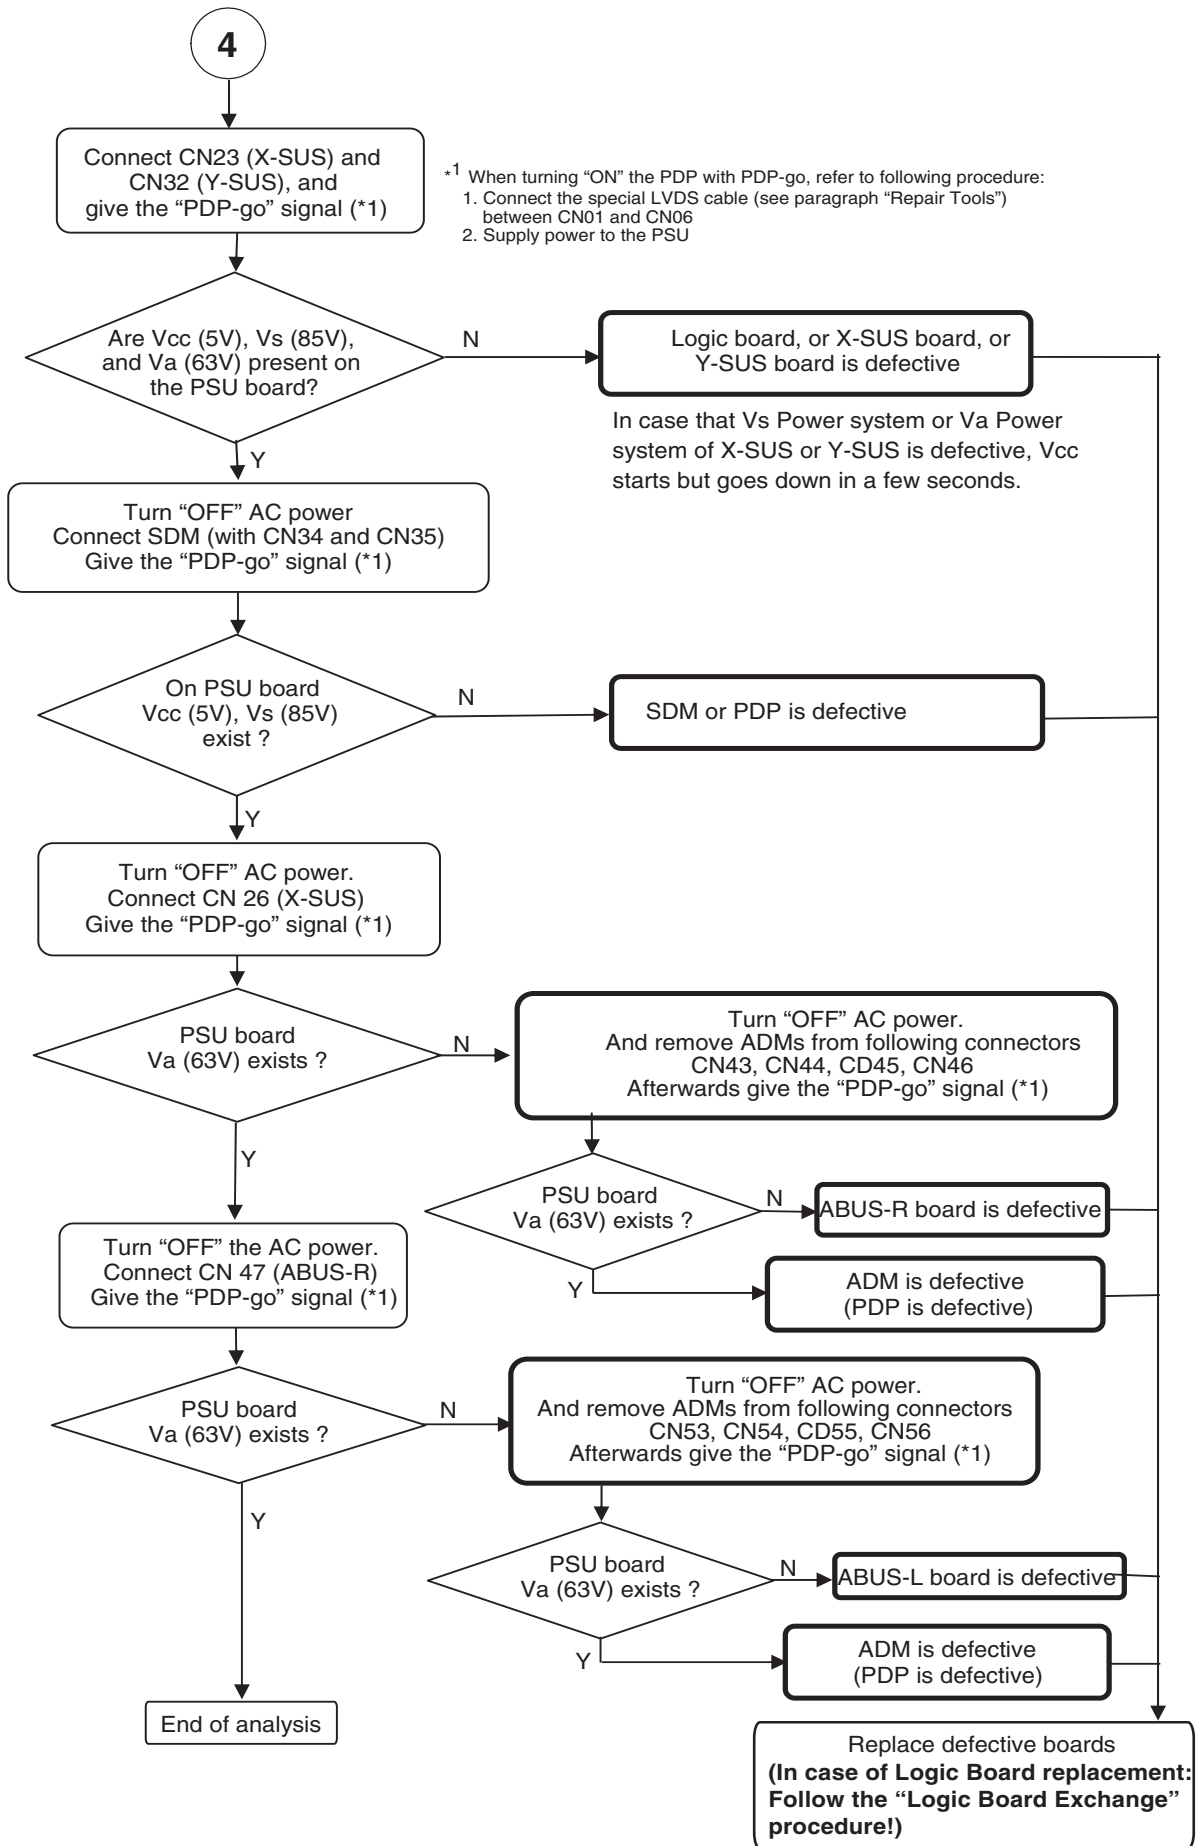 4
Connect CN23 (X-SUS) and
CN32 (Y-SUS), and
give the “PDP-go” signal (*1)
*1 When turning “ON” the PDP with PDP-go, refer to following procedure:
1. Connect the special LVDS cable (see paragraph “Repair Tools”)
between CN01 and CN06
2. Supply power to the PSU
Are Vcc (5V), Vs (85V),
and Va (63V) present on
the PSU board?
N
Logic board, or X-SUS board, or
Y-SUS board is defective
In case that Vs Power system or Va Power
system of X-SUS or Y-SUS is defective, Vcc
starts but goes down in a few seconds.
Y
Turn “OFF” AC power
Connect SDM (with CN34 and CN35)
Give the “PDP-go” signal (*1)
On PSU board
Vcc (5V), Vs (85V)
exist ?
N
SDM or PDP is defective
Y
Turn “OFF” AC power.
Connect CN 26 (X-SUS)
Give the “PDP-go” signal (*1)
PSU board
Va (63V) exists ?
N
Turn “OFF” AC power.
And remove ADMs from following connectors
CN43, CN44, CD45, CN46
Afterwards give the “PDP-go” signal (*1)
Y
PSU board
Va (63V) exists ?
N
ABUS-R board is defective
Y
ADM is defective
(PDP is defective)
Turn “OFF” the AC power.
Connect CN 47 (ABUS-R)
Give the “PDP-go” signal (*1)
PSU board
Va (63V) exists ?
N
Turn “OFF” AC power.
And remove ADMs from following connectors
CN53, CN54, CD55, CN56
Afterwards give the “PDP-go” signal (*1)
Y
PSU board
Va (63V) exists ?
N
ABUS-L board is defective
Y
ADM is defective
(PDP is defective)
End of analysis
Replace defective boards
(In case of Logic Board replacement:
Follow the “Logic Board Exchange”
procedure!)